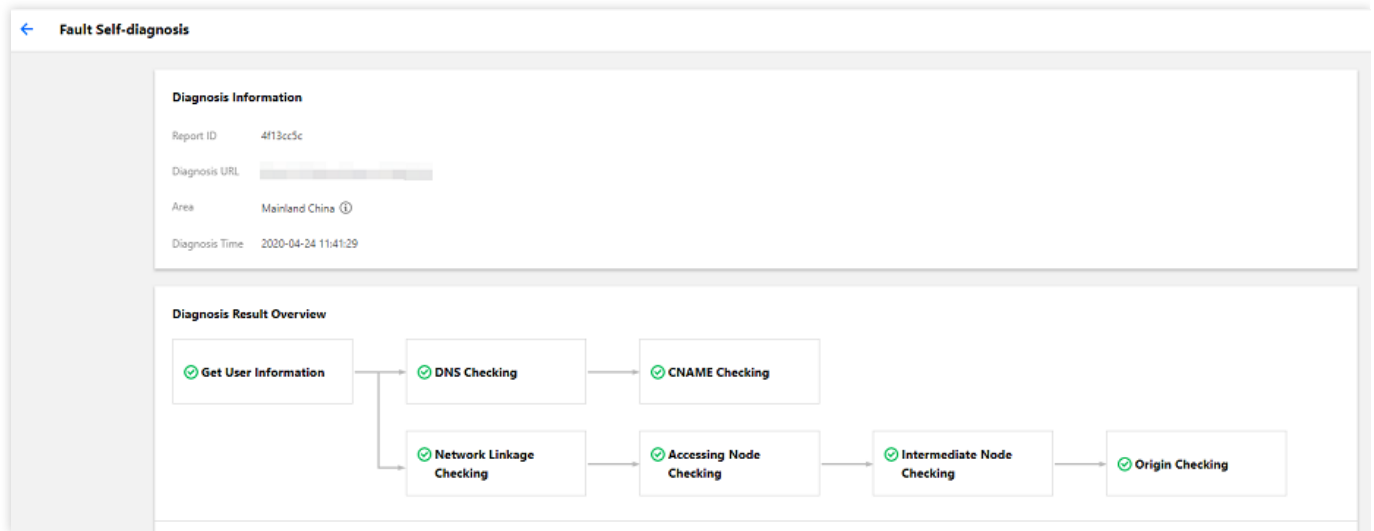 Fault Self-diagnosis
Diagnosis Information
Report ID 4f13cc5c
Diagnosis URL
Area Mainland China
Diagnosis Time 2020-04-24 11:41:29
Diagnosis Result Overview
Get User Information
DNS Checking
CNAME Checking
Network Linkage
Checking
Accessing Node
Checking
Intermediate Node
Checking
Origin Checking